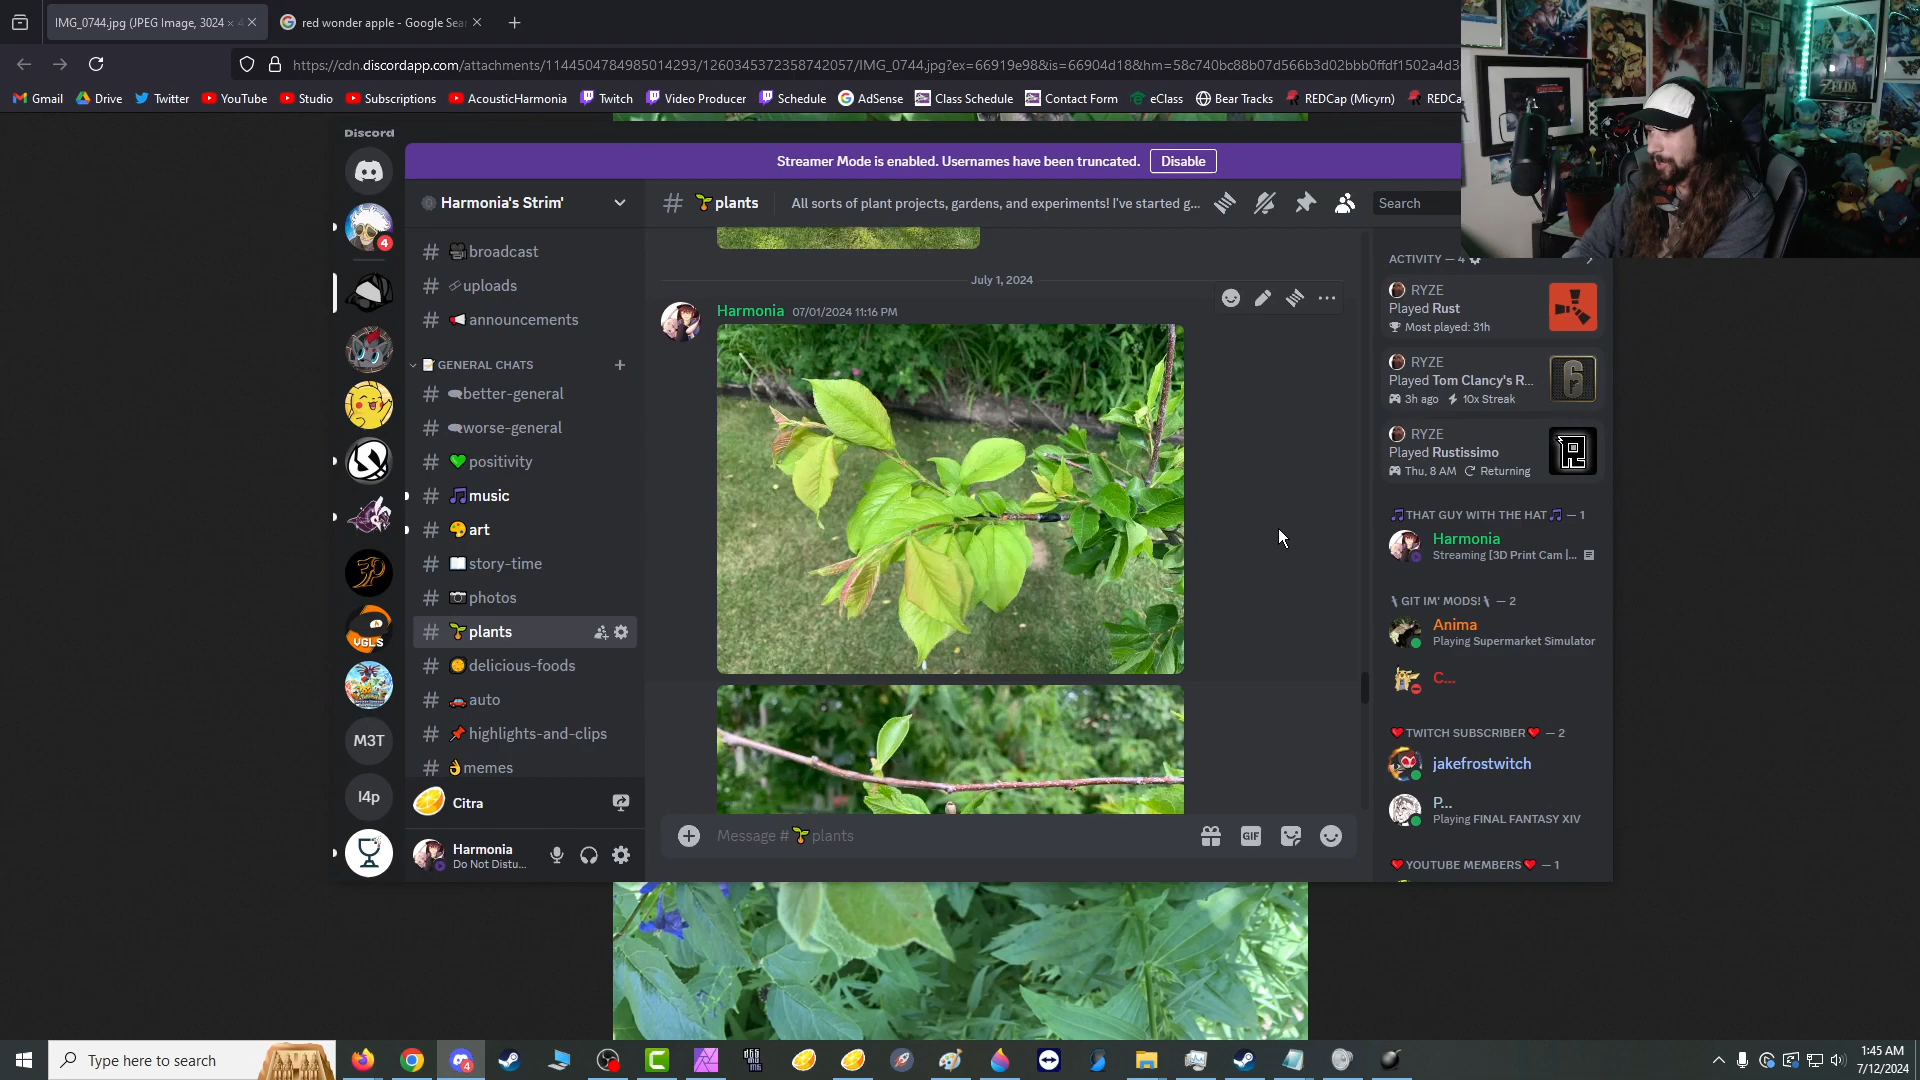 IMG_0744.jpg (JPEG Image, 3024 × 4
red wonder apple - Google Sea
https://cdn.discordapp.com/attachments/1144504784985014293/1260345372358742057/IMG_0744.jpg?ex=66919e98&is=66904d18&hm=58c740bc88b07d566b3d02bbb0ffdf1502a4d3
Gmail Drive Twitter YouTube Studio Subscriptions AcousticHarmonia Twitch Video Producer Schedule AdSense Class Schedule Contact Form eClass Bear Tracks REDCap (Micyrn) REDCa
Discord
Streamer Mode is enabled. Usernames have been truncated. Disable
Harmonia's Strim'
# plants All sorts of plant projects, gardens, and experiments! I've started g... Search
# broadcast
# uploads
# announcements
GENERAL CHATS
# better-general
# worse-general
# positivity
# music
# art
# story-time
# photos
# plants
# delicious-foods
# auto
# highlights-and-clips
# memes
4
VGLS
M3T
l4p
Citra
Harmonia
Do Not Distu...
July 1, 2024
Harmonia 07/01/2024 11:16 PM
Message # plants
GIF
ZELDA
ACTIVITY — 4
RYZE
Played Rust
Most played: 31h
RYZE
Played Tom Clancy's R...
3h ago 10x Streak
6
RYZE
Played Rustissimo
Thu, 8 AM Returning
THAT GUY WITH THE HAT — 1
Harmonia
Streaming [3D Print Cam |...
GIT IM' MODS! — 2
Anima
Playing Supermarket Simulator
C...
TWITCH SUBSCRIBER — 2
jakefrostwitch
P...
Playing FINAL FANTASY XIV
YOUTUBE MEMBERS — 1
Type here to search
4
1:45 AM
7/12/2024